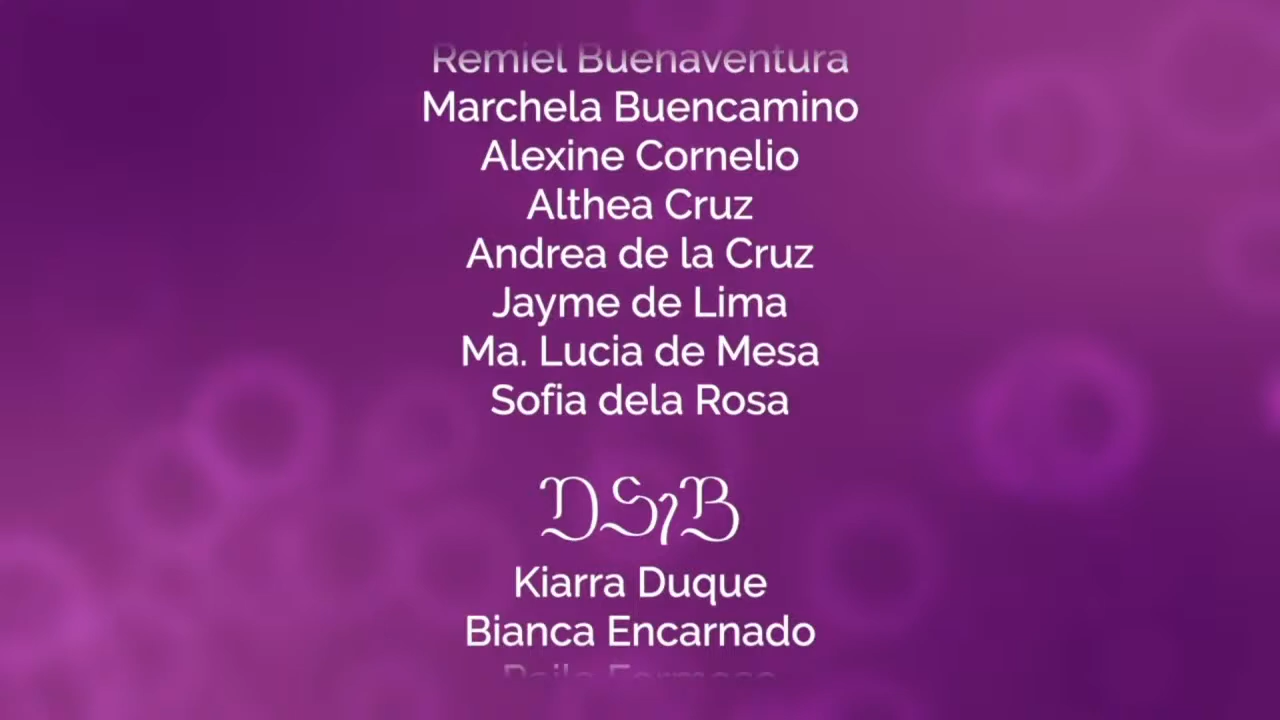 Remiel Buenaventura
Marchela Buencamino
Alexine Cornelio
Althea Cruz
Andrea de la Cruz
Jayme de Lima
Ma. Lucia de Mesa
Sofia dela Rosa
DS1B
Kiarra Duque
Bianca Encarnado